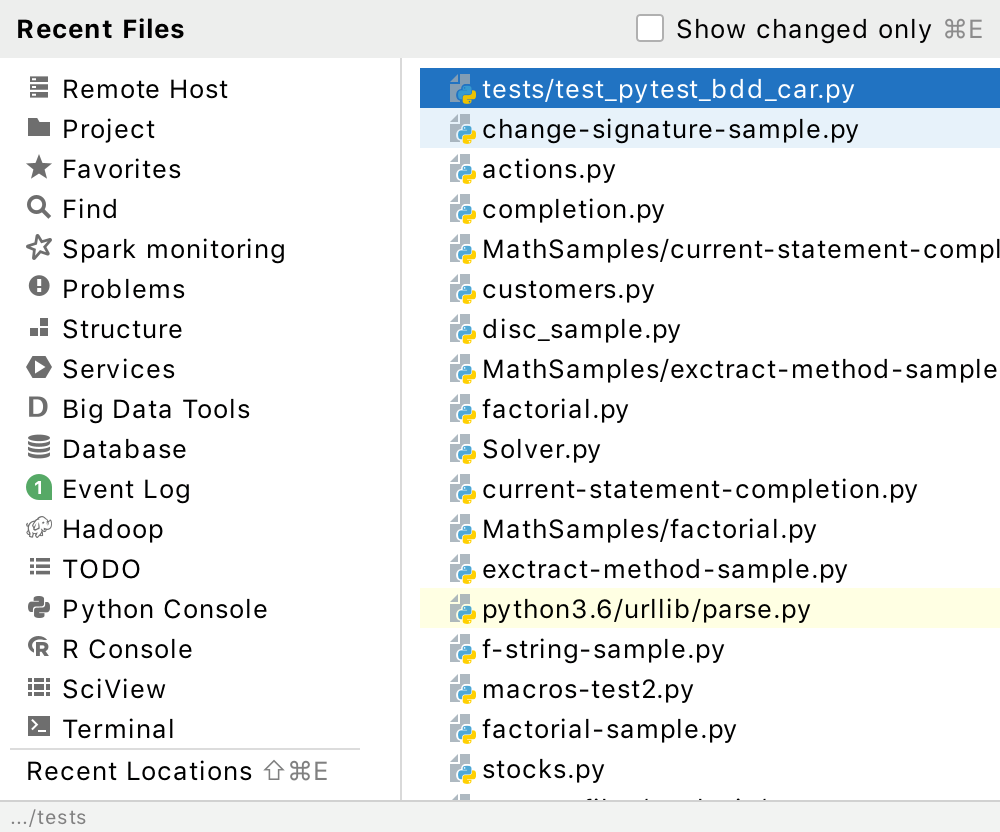 Recent Files
Show changed only ⌘E
Remote Host
Project
Favorites
Find
Spark monitoring
Problems
Structure
Services
D Big Data Tools
Database
1 Event Log
Hadoop
TODO
Python Console
R Console
SciView
Terminal
Recent Locations ⇧⌘E
tests/test_pytest_bdd_car.py
change-signature-sample.py
actions.py
completion.py
MathSamples/current-statement-compl
customers.py
disc_sample.py
MathSamples/exctract-method-sample
factorial.py
Solver.py
current-statement-completion.py
MathSamples/factorial.py
exctract-method-sample.py
python3.6/urllib/parse.py
f-string-sample.py
macros-test2.py
factorial-sample.py
stocks.py
.../tests